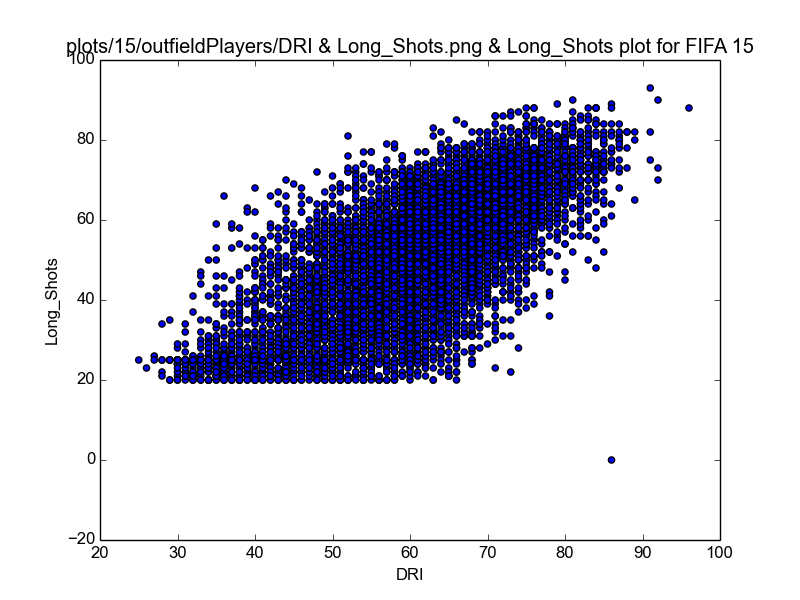 plots/15/outfieldPlayers/DRI & Long_Shots.png & Long_Shots plot for FIFA 15
100
80
60
40
20
0
−20
Long_Shots
20 30 40 50 60 70 80 90 100
DRI